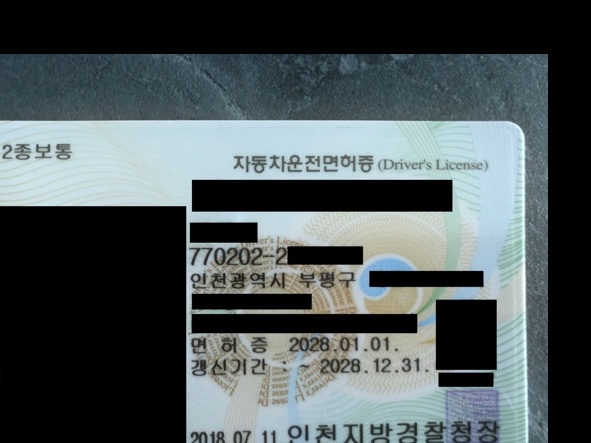 2종보통
자동차운전면허증 (Driver's License)
770202-2
인천광역시 부평구
면 허 증 2028.01.01.
갱신기간 : ~ 2028.12.31.
2018 07 11 인천지방경찰청장